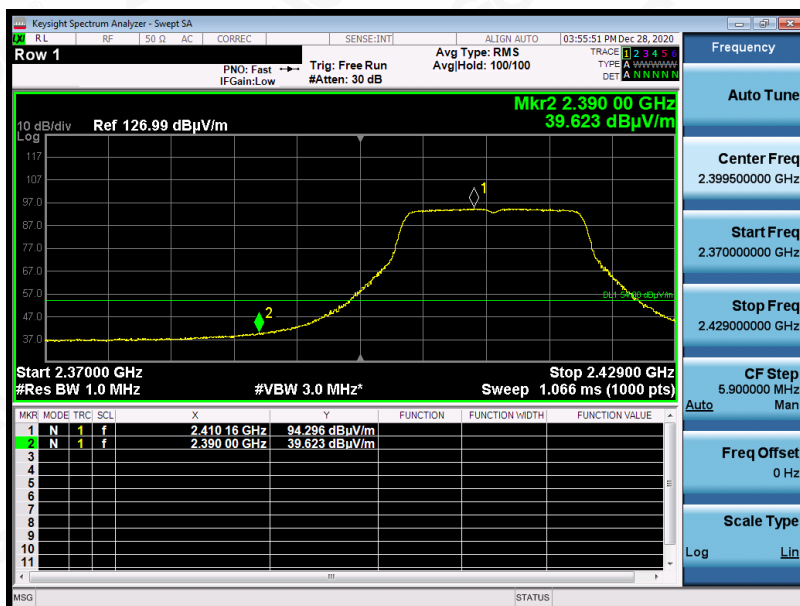 Keysight Spectrum Analyzer - Swept SA
LXI RL RF 50 Ω AC CORREC SENSE:INT ALIGN AUTO 03:55:51 PM Dec 28, 2020
Row 1
PNO: Fast
IFGain:Low
Trig: Free Run
#Atten: 30 dB
Avg Type: RMS
Avg|Hold: 100/100
TRACE 1 2 3 4 5 6
TYPE A WWWWW
DET A N N N N N
Mkr2 2.390 00 GHz
39.623 dBµV/m
10 dB/div Ref 126.99 dBµV/m
Log
117
107
97.0
87.0
77.0
67.0
57.0
47.0
37.0
1
2
DL1 54.00 dBµV/m
Start 2.37000 GHz Stop 2.42900 GHz
#Res BW 1.0 MHz #VBW 3.0 MHz* Sweep 1.066 ms (1000 pts)
MKR MODE TRC SCL X Y FUNCTION FUNCTION WIDTH FUNCTION VALUE
1 N 1 f 2.410 16 GHz 94.296 dBµV/m
2 N 1 f 2.390 00 GHz 39.623 dBµV/m
3
4
5
6
7
8
9
10
11
MSG STATUS
Frequency
Auto Tune
Center Freq
2.399500000 GHz
Start Freq
2.370000000 GHz
Stop Freq
2.429000000 GHz
CF Step
5.900000 MHz
Auto Man
Freq Offset
0 Hz
Scale Type
Log Lin